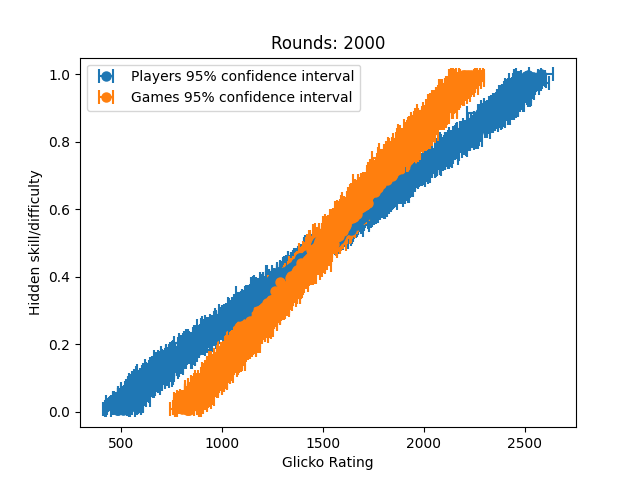 Rounds: 2000
Players 95% confidence interval
Games 95% confidence interval
1.0
0.8
0.6
0.4
0.2
0.0
Hidden skill/difficulty
500 1000 1500 2000 2500
Glicko Rating